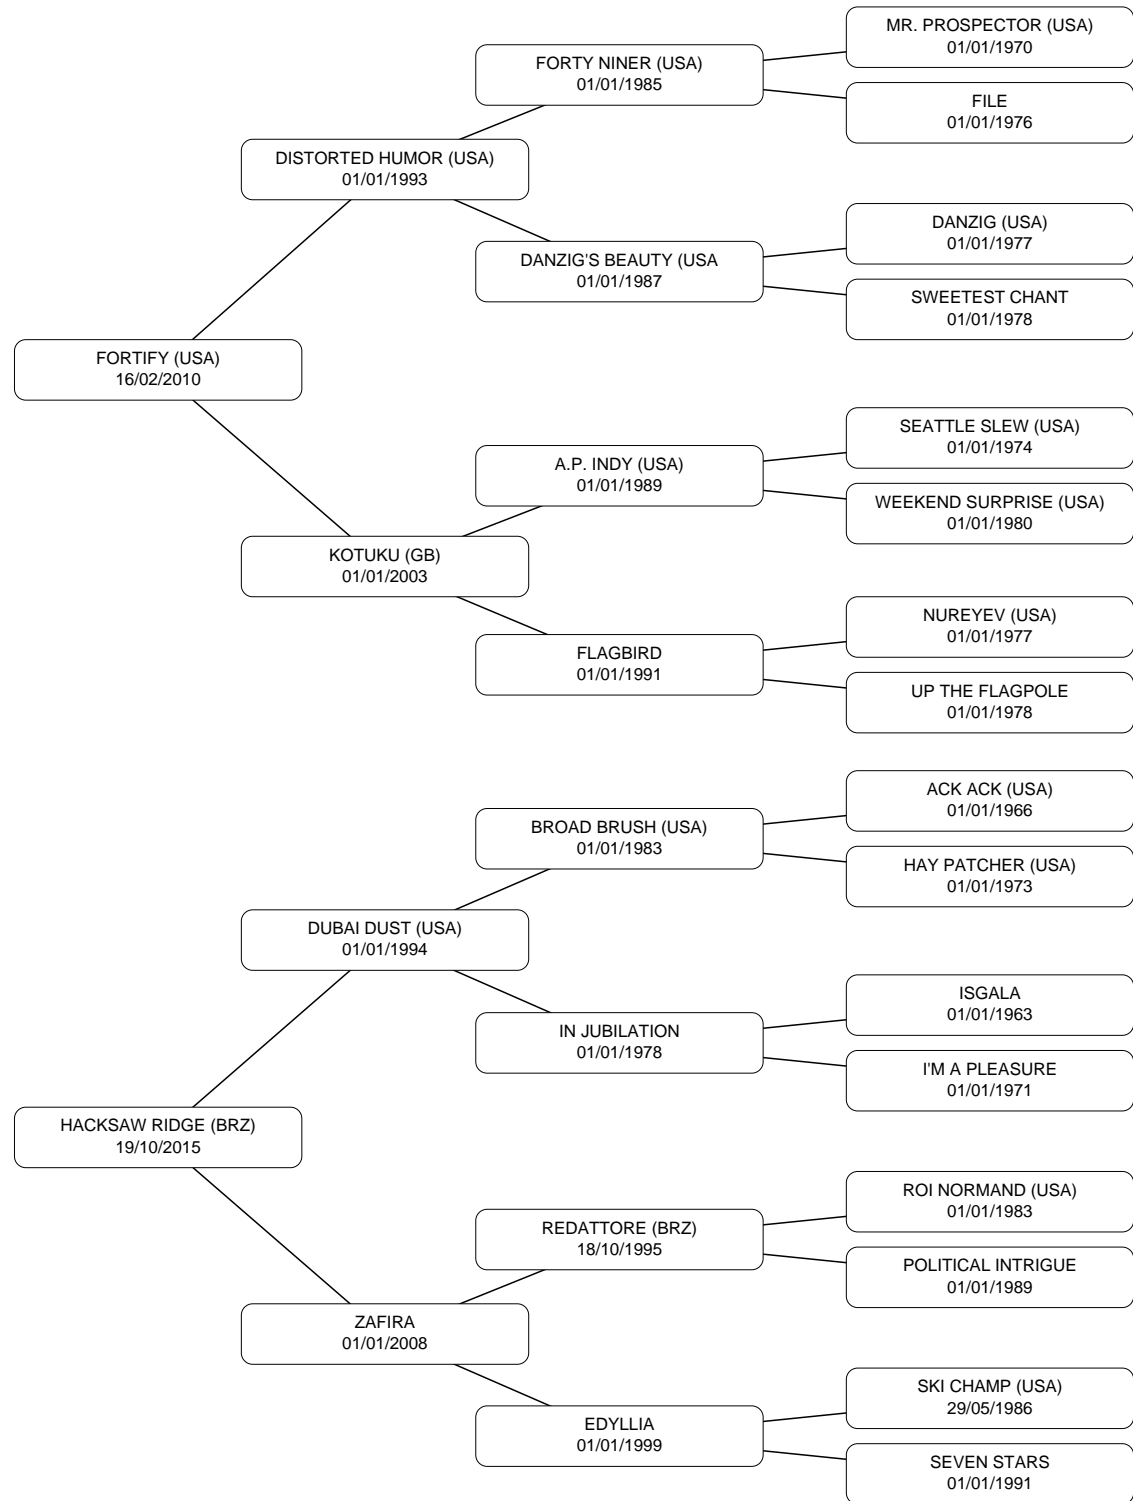 MR. PROSPECTOR (USA)
01/01/1970
FORTY NINER (USA)
01/01/1985
FILE
01/01/1976
DISTORTED HUMOR (USA)
01/01/1993
DANZIG (USA)
01/01/1977
DANZIG'S BEAUTY (USA
01/01/1987
SWEETEST CHANT
01/01/1978
FORTIFY (USA)
16/02/2010
SEATTLE SLEW (USA)
01/01/1974
A.P. INDY (USA)
01/01/1989
WEEKEND SURPRISE (USA)
01/01/1980
KOTUKU (GB)
01/01/2003
NUREYEV (USA)
01/01/1977
FLAGBIRD
01/01/1991
UP THE FLAGPOLE
01/01/1978
ACK ACK (USA)
01/01/1966
BROAD BRUSH (USA)
01/01/1983
HAY PATCHER (USA)
01/01/1973
DUBAI DUST (USA)
01/01/1994
ISGALA
01/01/1963
IN JUBILATION
01/01/1978
I'M A PLEASURE
01/01/1971
HACKSAW RIDGE (BRZ)
19/10/2015
ROI NORMAND (USA)
01/01/1983
REDATTORE (BRZ)
18/10/1995
POLITICAL INTRIGUE
01/01/1989
ZAFIRA
01/01/2008
SKI CHAMP (USA)
29/05/1986
EDYLLIA
01/01/1999
SEVEN STARS
01/01/1991